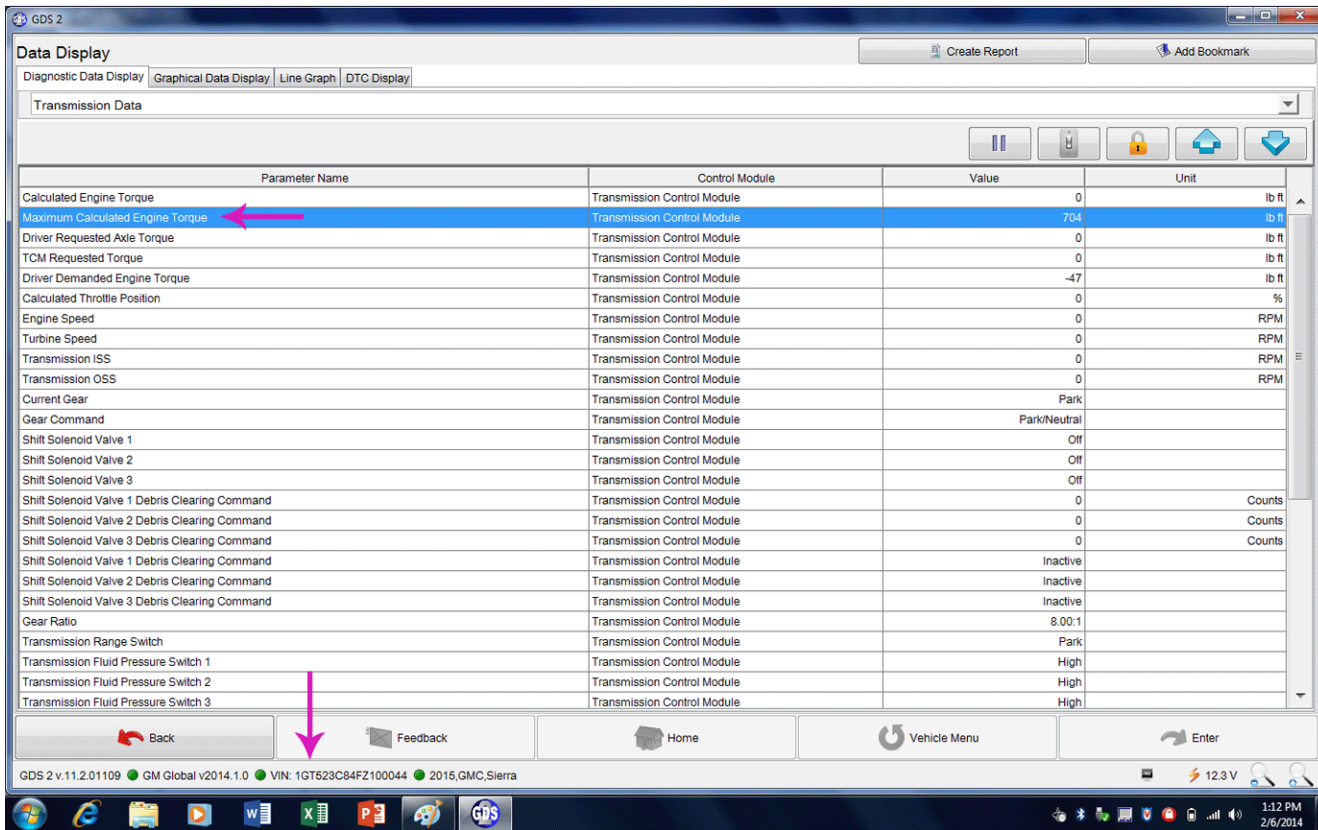 GDS 2
Data Display
Create Report
Add Bookmark
Diagnostic Data Display Graphical Data Display Line Graph DTC Display
Transmission Data
Parameter Name Control Module Value Unit
Calculated Engine Torque Transmission Control Module 0 lb ft
Maximum Calculated Engine Torque Transmission Control Module 704 lb ft
Driver Requested Axle Torque Transmission Control Module 0 lb ft
TCM Requested Torque Transmission Control Module 0 lb ft
Driver Demanded Engine Torque Transmission Control Module -47 lb ft
Calculated Throttle Position Transmission Control Module 0 %
Engine Speed Transmission Control Module 0 RPM
Turbine Speed Transmission Control Module 0 RPM
Transmission ISS Transmission Control Module 0 RPM
Transmission OSS Transmission Control Module 0 RPM
Current Gear Transmission Control Module Park
Gear Command Transmission Control Module Park/Neutral
Shift Solenoid Valve 1 Transmission Control Module Off
Shift Solenoid Valve 2 Transmission Control Module Off
Shift Solenoid Valve 3 Transmission Control Module Off
Shift Solenoid Valve 1 Debris Clearing Command Transmission Control Module 0 Counts
Shift Solenoid Valve 2 Debris Clearing Command Transmission Control Module 0 Counts
Shift Solenoid Valve 3 Debris Clearing Command Transmission Control Module 0 Counts
Shift Solenoid Valve 1 Debris Clearing Command Transmission Control Module Inactive
Shift Solenoid Valve 2 Debris Clearing Command Transmission Control Module Inactive
Shift Solenoid Valve 3 Debris Clearing Command Transmission Control Module Inactive
Gear Ratio Transmission Control Module 8.00:1
Transmission Range Switch Transmission Control Module Park
Transmission Fluid Pressure Switch 1 Transmission Control Module High
Transmission Fluid Pressure Switch 2 Transmission Control Module High
Transmission Fluid Pressure Switch 3 Transmission Control Module High
Back Feedback Home Vehicle Menu Enter
GDS 2 v.11.2.01109 GM Global v2014.1.0 VIN: 1GT523C84FZ100044 2015,GMC,Sierra 12.3 V
GDS
1:12 PM
2/6/2014